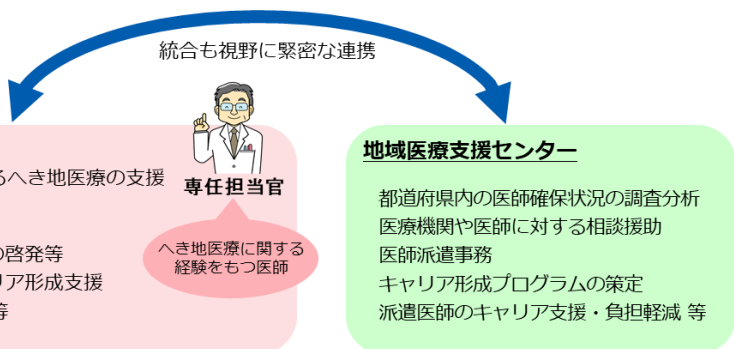 統合も視野に緊密な連携
るへき地医療の支援
の啓発等
リア形成支援
等
専任担当官
へき地医療に関する
経験をもつ医師
地域医療支援センター
都道府県内の医師確保状況の調査分析
医療機関や医師に対する相談援助
医師派遣事務
キャリア形成プログラムの策定
派遣医師のキャリア支援・負担軽減 等